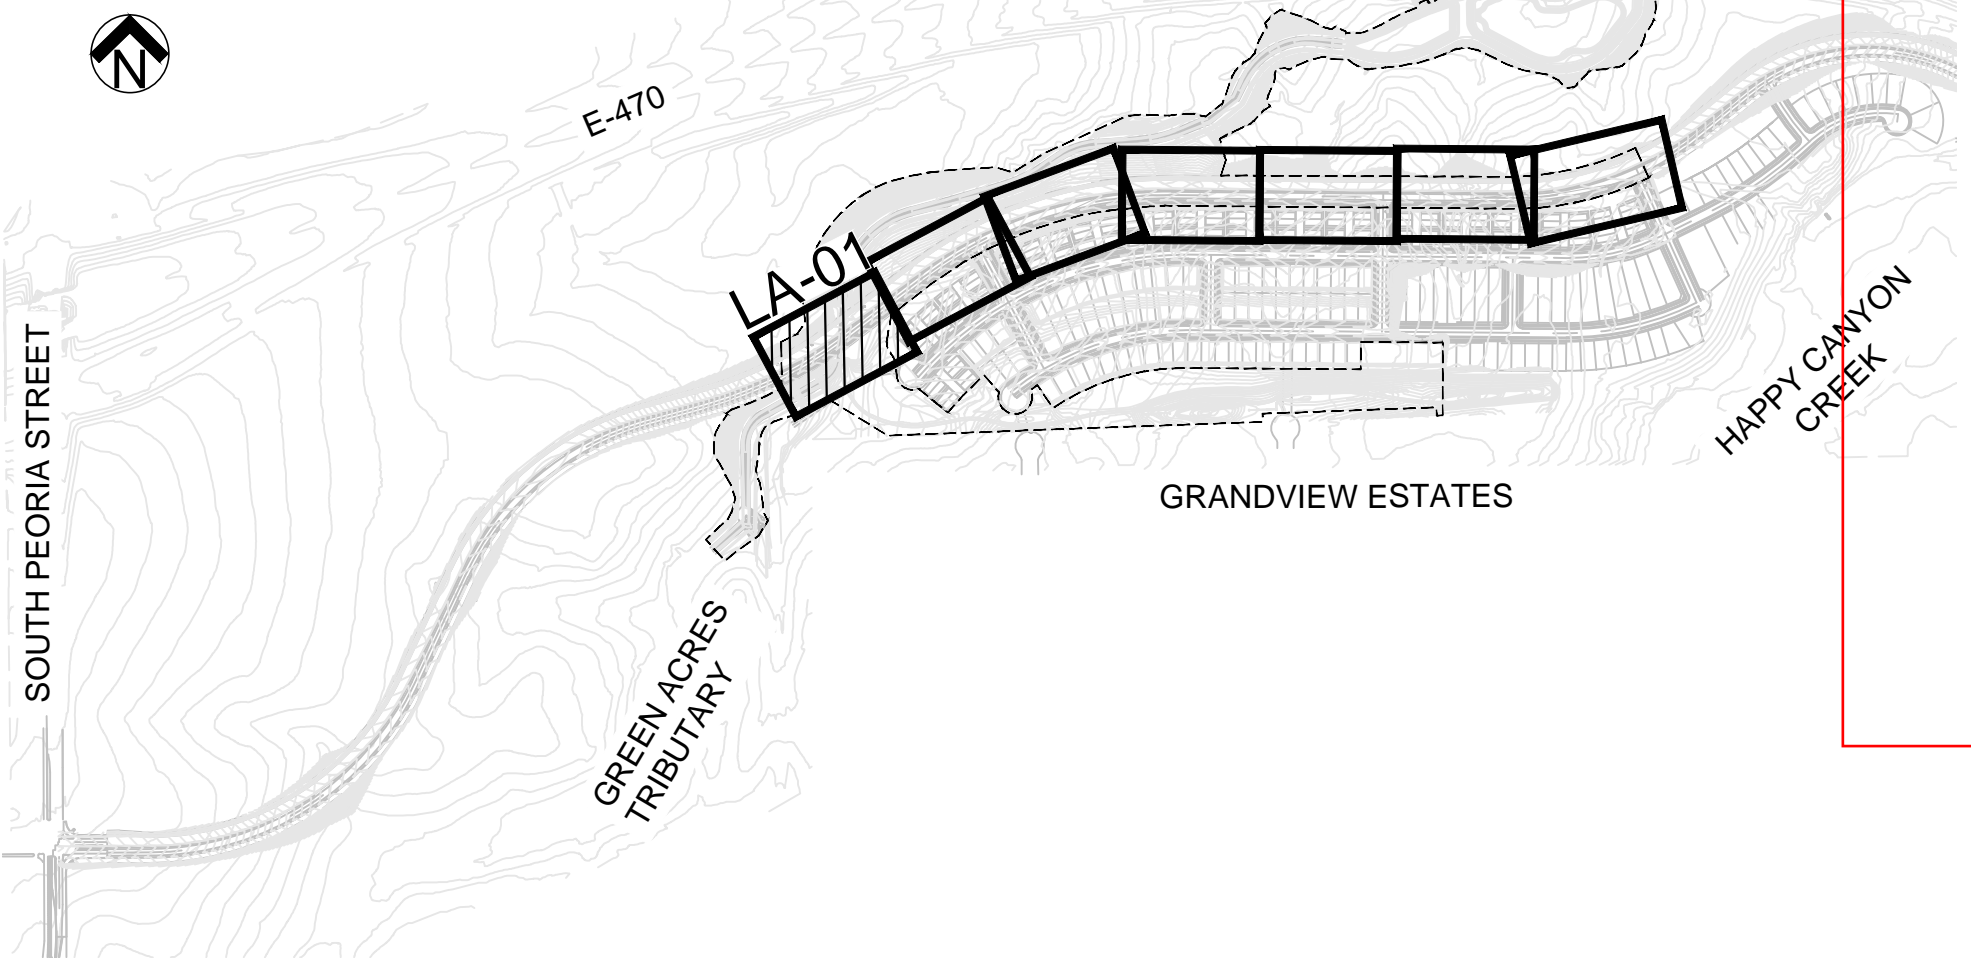 N
E-470
LA-01
SOUTH PEORIA STREET
HAPPY CANYON
CREEK
GRANDVIEW ESTATES
GREEN ACRES
TRIBUTARY